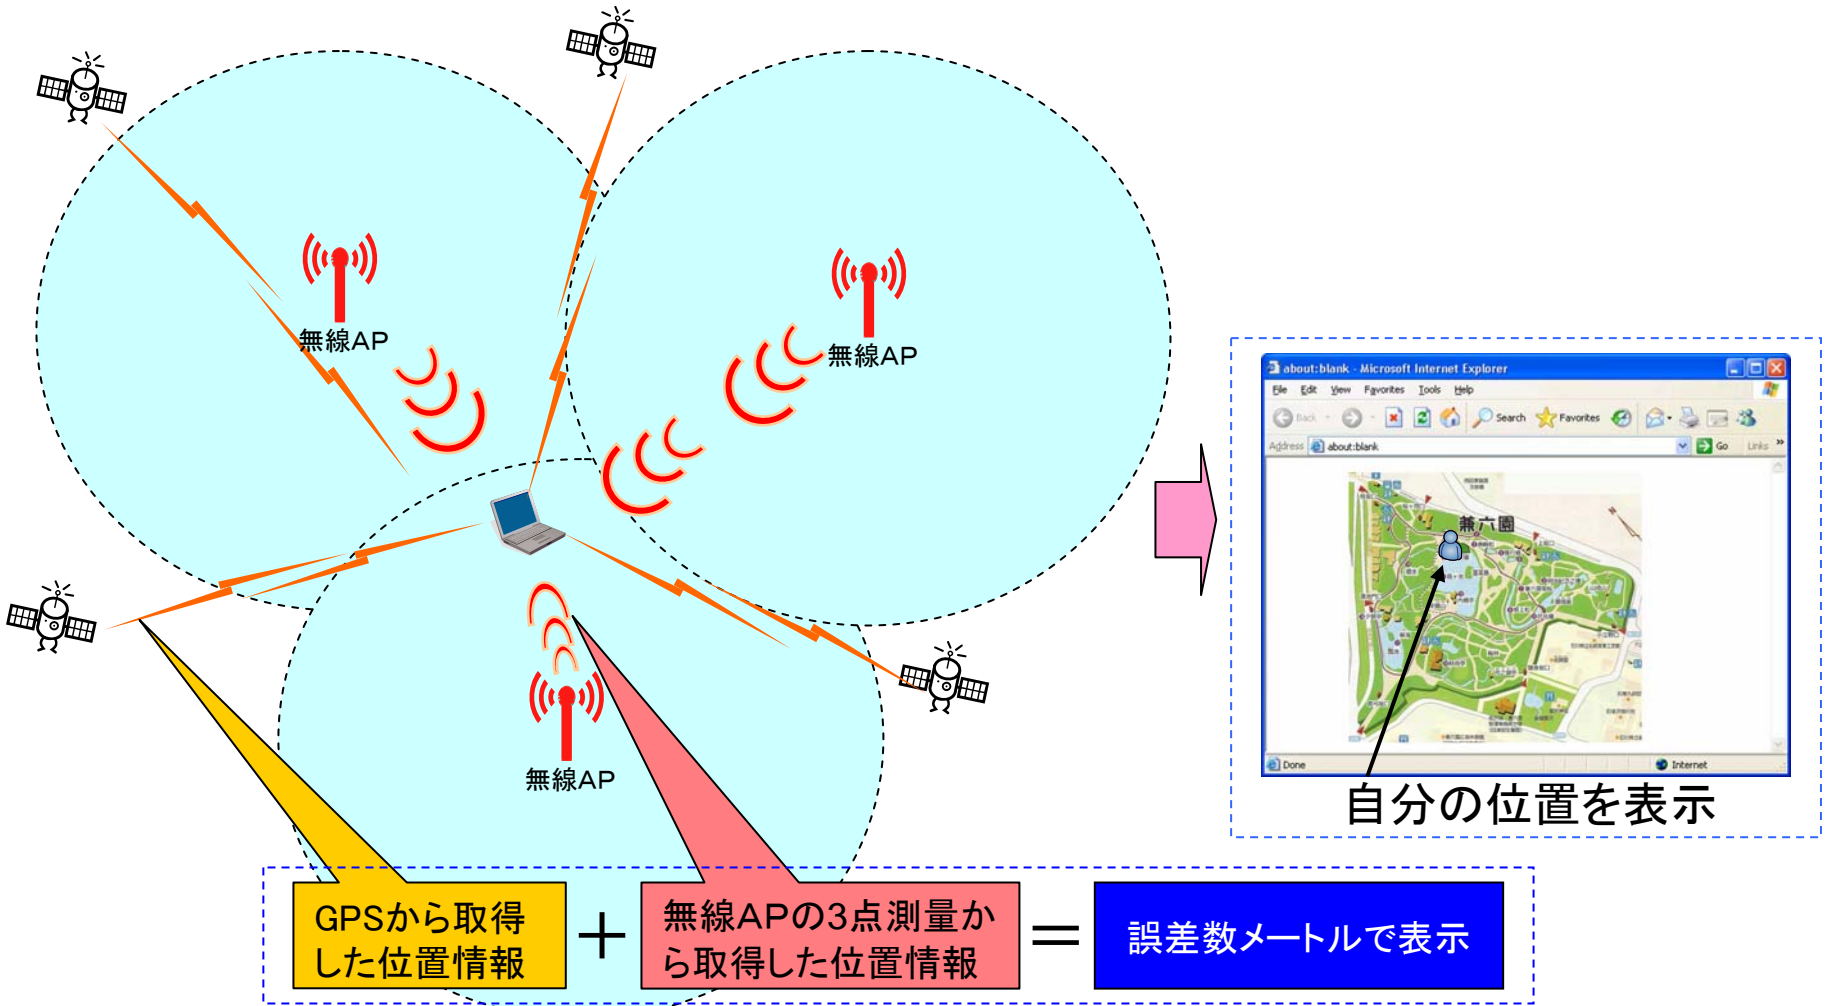 無線AP
無線AP
無線AP
about:blank - Microsoft Internet Explorer
File Edit View Favorites Tools Help
Back Search Favorites
Address about:blank Go Links »
兼六園
Done Internet
自分の位置を表示
GPSから取得
した位置情報
＋
無線APの3点測量か
ら取得した位置情報
＝
誤差数メートルで表示